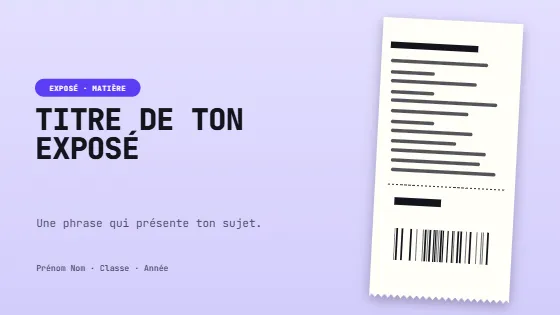 EXPOSÉ · MATIÈRE
TITRE DE TON
EXPOSÉ
Une phrase qui présente ton sujet.
Prénom Nom · Classe · Année